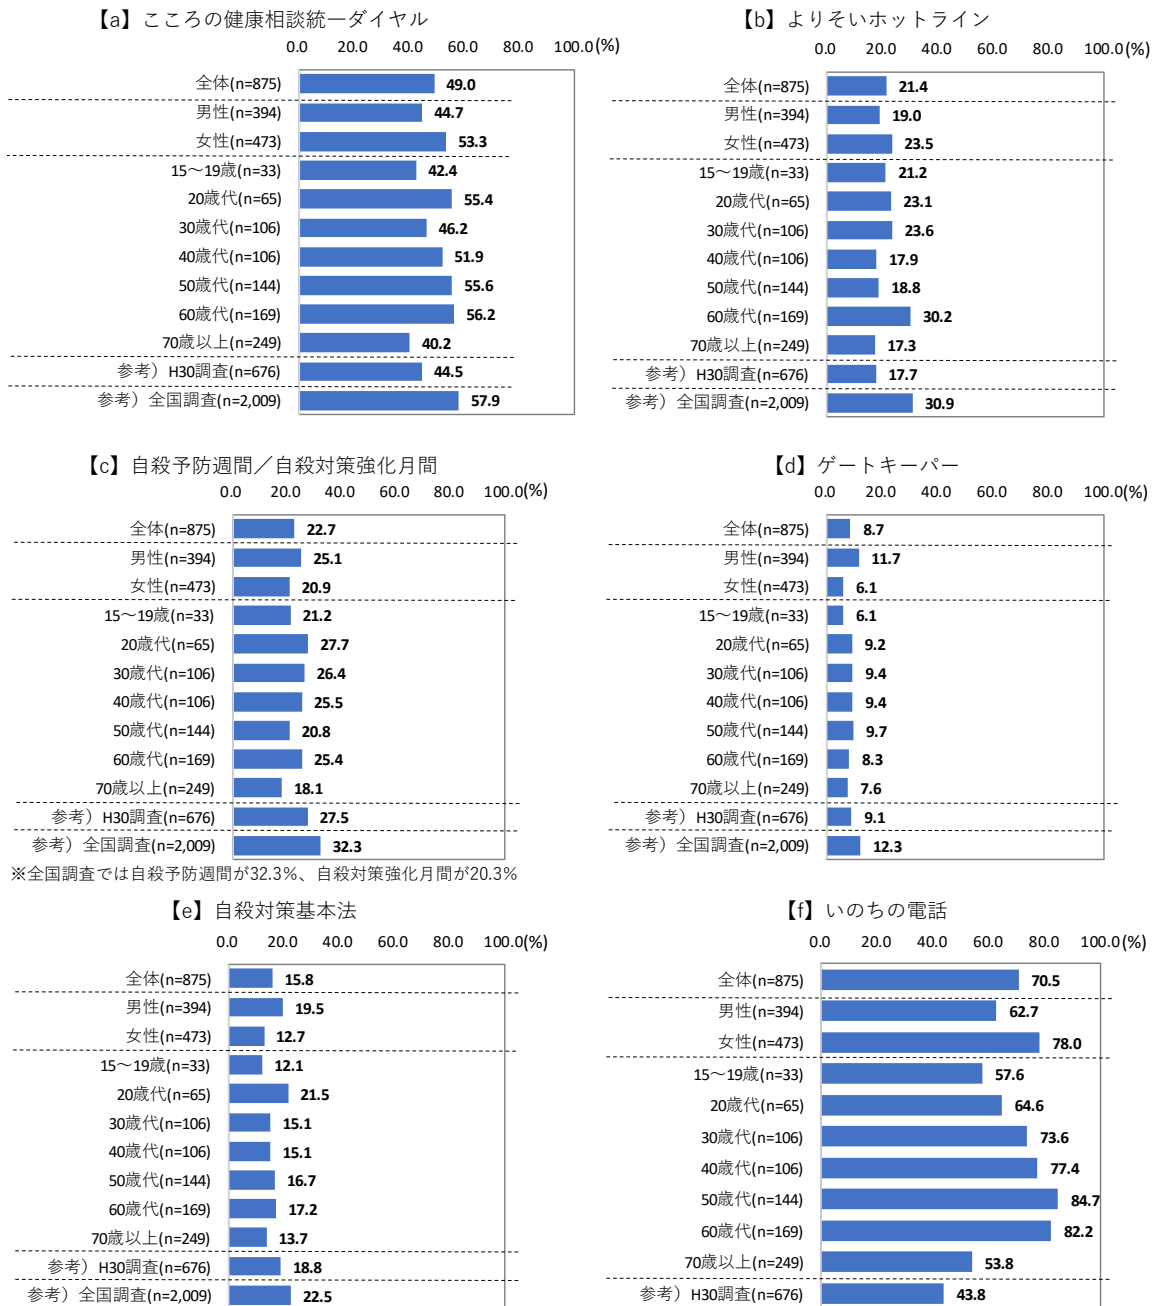 【a】こころの健康相談統一ダイヤル
0.0 20.0 40.0 60.0 80.0 100.0(%)
全体(n=875) 49.0
男性(n=394) 44.7
女性(n=473) 53.3
15～19歳(n=33) 42.4
20歳代(n=65) 55.4
30歳代(n=106) 46.2
40歳代(n=106) 51.9
50歳代(n=144) 55.6
60歳代(n=169) 56.2
70歳以上(n=249) 40.2
参考）H30調査(n=676) 44.5
参考）全国調査(n=2,009) 57.9
【b】よりそいホットライン
0.0 20.0 40.0 60.0 80.0 100.0(%)
全体(n=875) 21.4
男性(n=394) 19.0
女性(n=473) 23.5
15～19歳(n=33) 21.2
20歳代(n=65) 23.1
30歳代(n=106) 23.6
40歳代(n=106) 17.9
50歳代(n=144) 18.8
60歳代(n=169) 30.2
70歳以上(n=249) 17.3
参考）H30調査(n=676) 17.7
参考）全国調査(n=2,009) 30.9
【c】自殺予防週間／自殺対策強化月間
0.0 20.0 40.0 60.0 80.0 100.0(%)
全体(n=875) 22.7
男性(n=394) 25.1
女性(n=473) 20.9
15～19歳(n=33) 21.2
20歳代(n=65) 27.7
30歳代(n=106) 26.4
40歳代(n=106) 25.5
50歳代(n=144) 20.8
60歳代(n=169) 25.4
70歳以上(n=249) 18.1
参考）H30調査(n=676) 27.5
参考）全国調査(n=2,009) 32.3
※全国調査では自殺予防週間が32.3％、自殺対策強化月間が20.3％
【d】ゲートキーパー
0.0 20.0 40.0 60.0 80.0 100.0(%)
全体(n=875) 8.7
男性(n=394) 11.7
女性(n=473) 6.1
15～19歳(n=33) 6.1
20歳代(n=65) 9.2
30歳代(n=106) 9.4
40歳代(n=106) 9.4
50歳代(n=144) 9.7
60歳代(n=169) 8.3
70歳以上(n=249) 7.6
参考）H30調査(n=676) 9.1
参考）全国調査(n=2,009) 12.3
【e】自殺対策基本法
0.0 20.0 40.0 60.0 80.0 100.0(%)
全体(n=875) 15.8
男性(n=394) 19.5
女性(n=473) 12.7
15～19歳(n=33) 12.1
20歳代(n=65) 21.5
30歳代(n=106) 15.1
40歳代(n=106) 15.1
50歳代(n=144) 16.7
60歳代(n=169) 17.2
70歳以上(n=249) 13.7
参考）H30調査(n=676) 18.8
参考）全国調査(n=2,009) 22.5
【f】いのちの電話
0.0 20.0 40.0 60.0 80.0 100.0(%)
全体(n=875) 70.5
男性(n=394) 62.7
女性(n=473) 78.0
15～19歳(n=33) 57.6
20歳代(n=65) 64.6
30歳代(n=106) 73.6
40歳代(n=106) 77.4
50歳代(n=144) 84.7
60歳代(n=169) 82.2
70歳以上(n=249) 53.8
参考）H30調査(n=676) 43.8